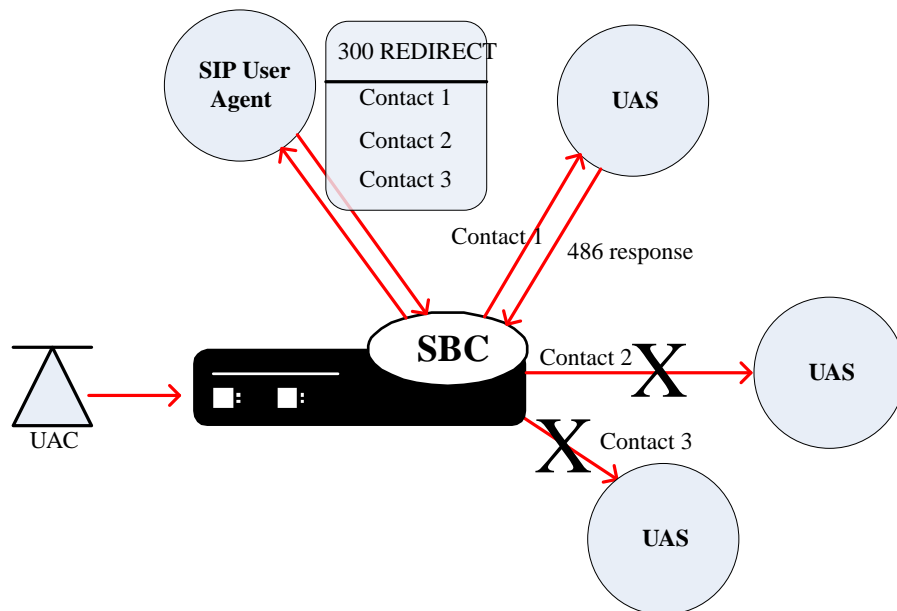 SIP User
Agent
300 REDIRECT
Contact 1
Contact 2
Contact 3
UAS
Contact 1
486 response
SBC
Contact 2
X
UAS
UAC
X
Contact 3
UAS